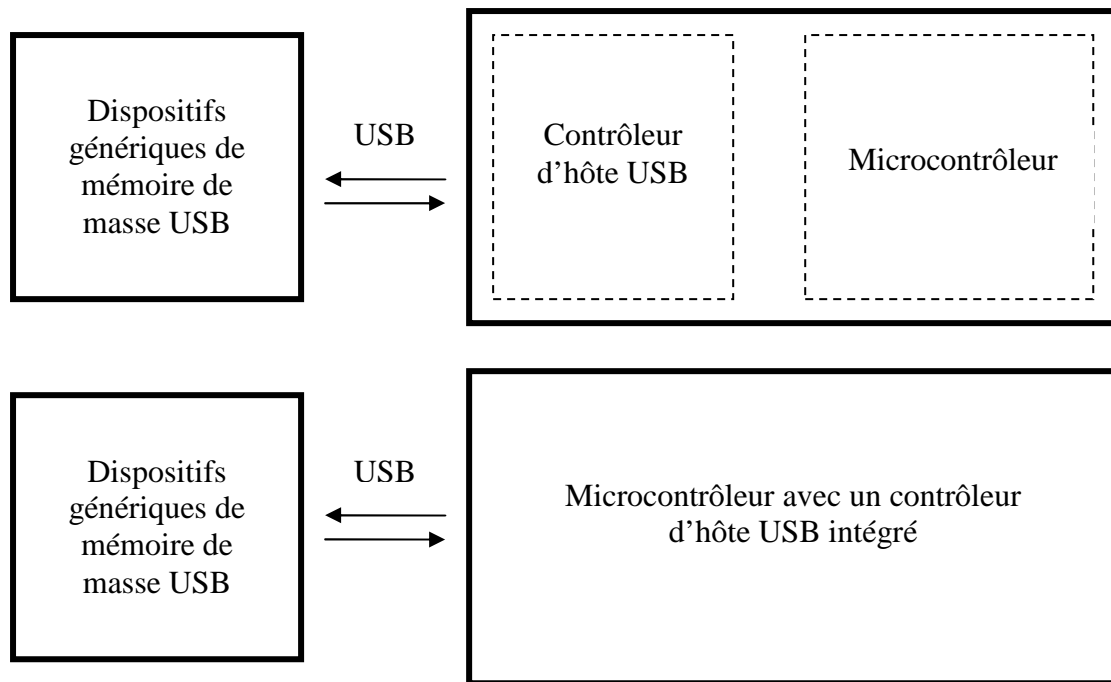 Dispositifs
génériques de
mémoire de
masse USB
USB
Contrôleur
d’hôte USB
Microcontrôleur
Dispositifs
génériques de
mémoire de
masse USB
USB
Microcontrôleur avec un contrôleur
d’hôte USB intégré